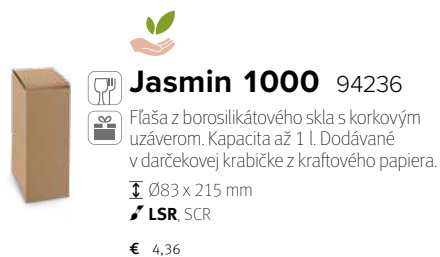 Jasmin 1000 94236
Fľaša z borosilikátového skla s korkovým
uzáverom. Kapacita až 1 l. Dodávané
v darčekovej krabičke z kraftového papiera.
Ø83 x 215 mm
LSR, SCR
€ 4,36